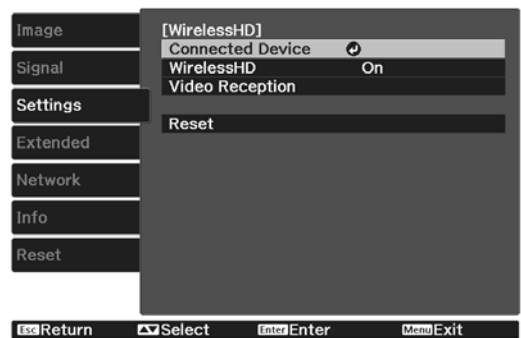 Image
Signal
Settings
Extended
Network
Info
Reset
[WirelessHD]
Connected Device
WirelessHD On
Video Reception
Reset
Esc Return Select Enter Enter Menu Exit